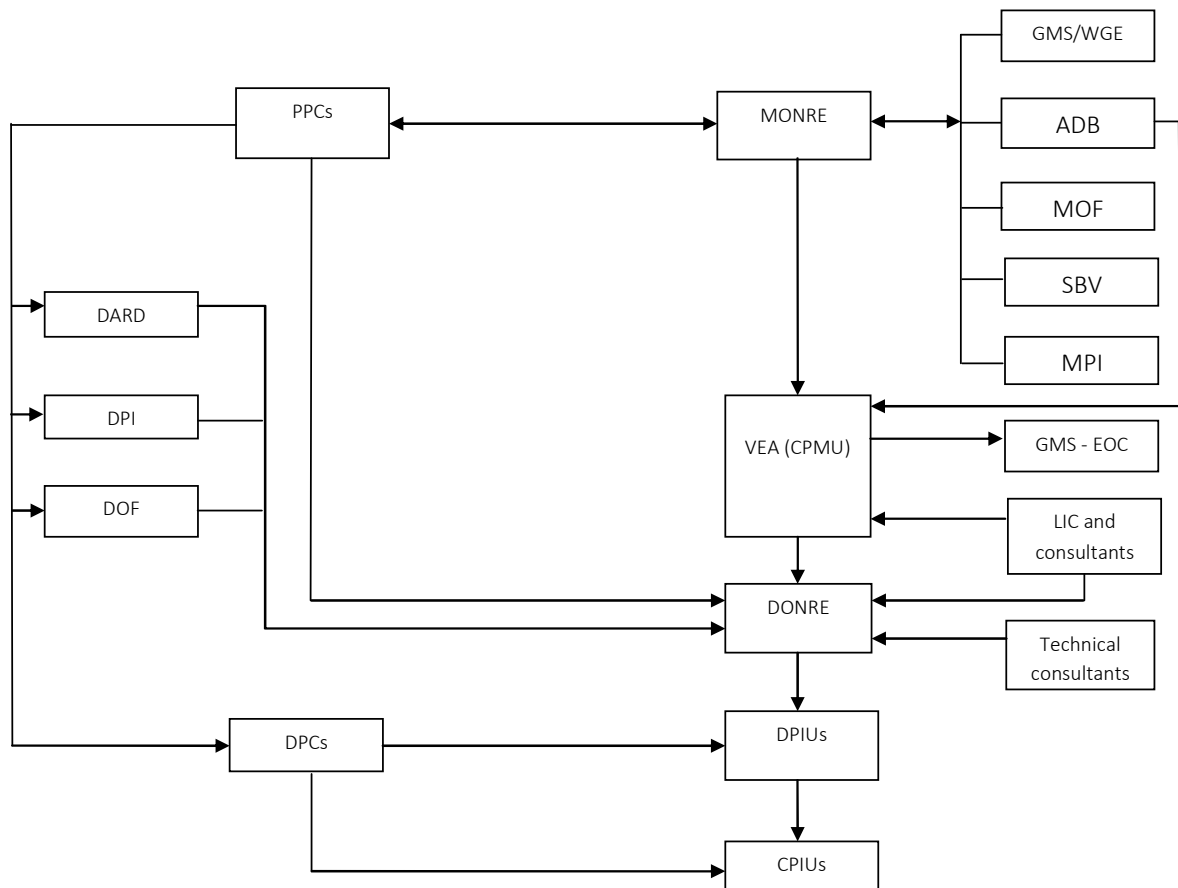 GMS/WGE
PPCs
MONRE
ADB
MOF
SBV
DARD
MPI
DPI
VEA (CPMU)
GMS - EOC
DOF
LIC and
consultants
DONRE
Technical
consultants
DPCs
DPIUs
CPIUs